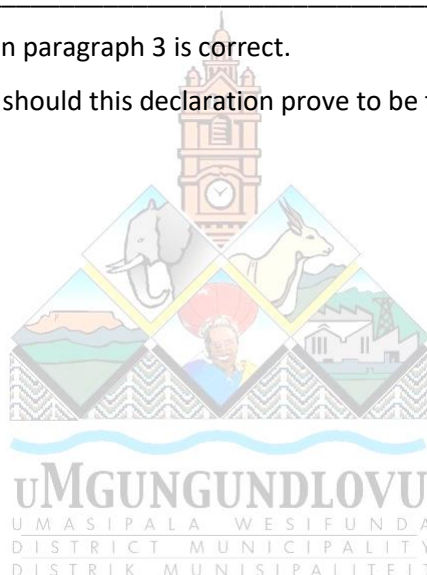 n paragraph 3 is correct.
should this declaration prove to be
uMGUNGUNDLOVU
UMASIPALA WESIFUNDA
DISTRICT MUNICIPALITY
DISTRIK MUNISIPALITEIT